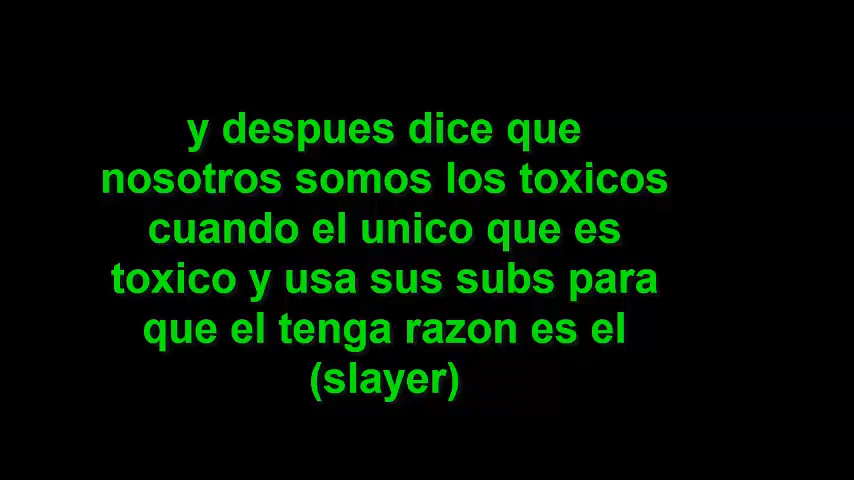 y despues dice que
nosotros somos los toxicos
cuando el unico que es
toxico y usa sus subs para
que el tenga razon es el
(slayer)